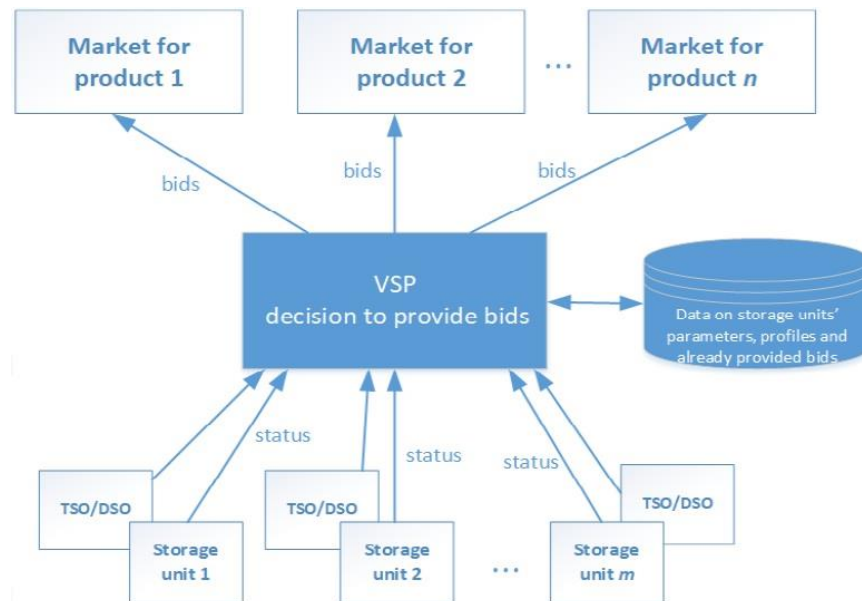 Market for
product 1
Market for
product 2
...
Market for
product n
bids
bids
bids
VSP
decision to provide bids
Data on storage units'
parameters, profiles and
already provided bids
status
status
status
TSO/DSO
TSO/DSO
TSO/DSO
Storage
unit 1
Storage
unit 2
...
Storage
unit m